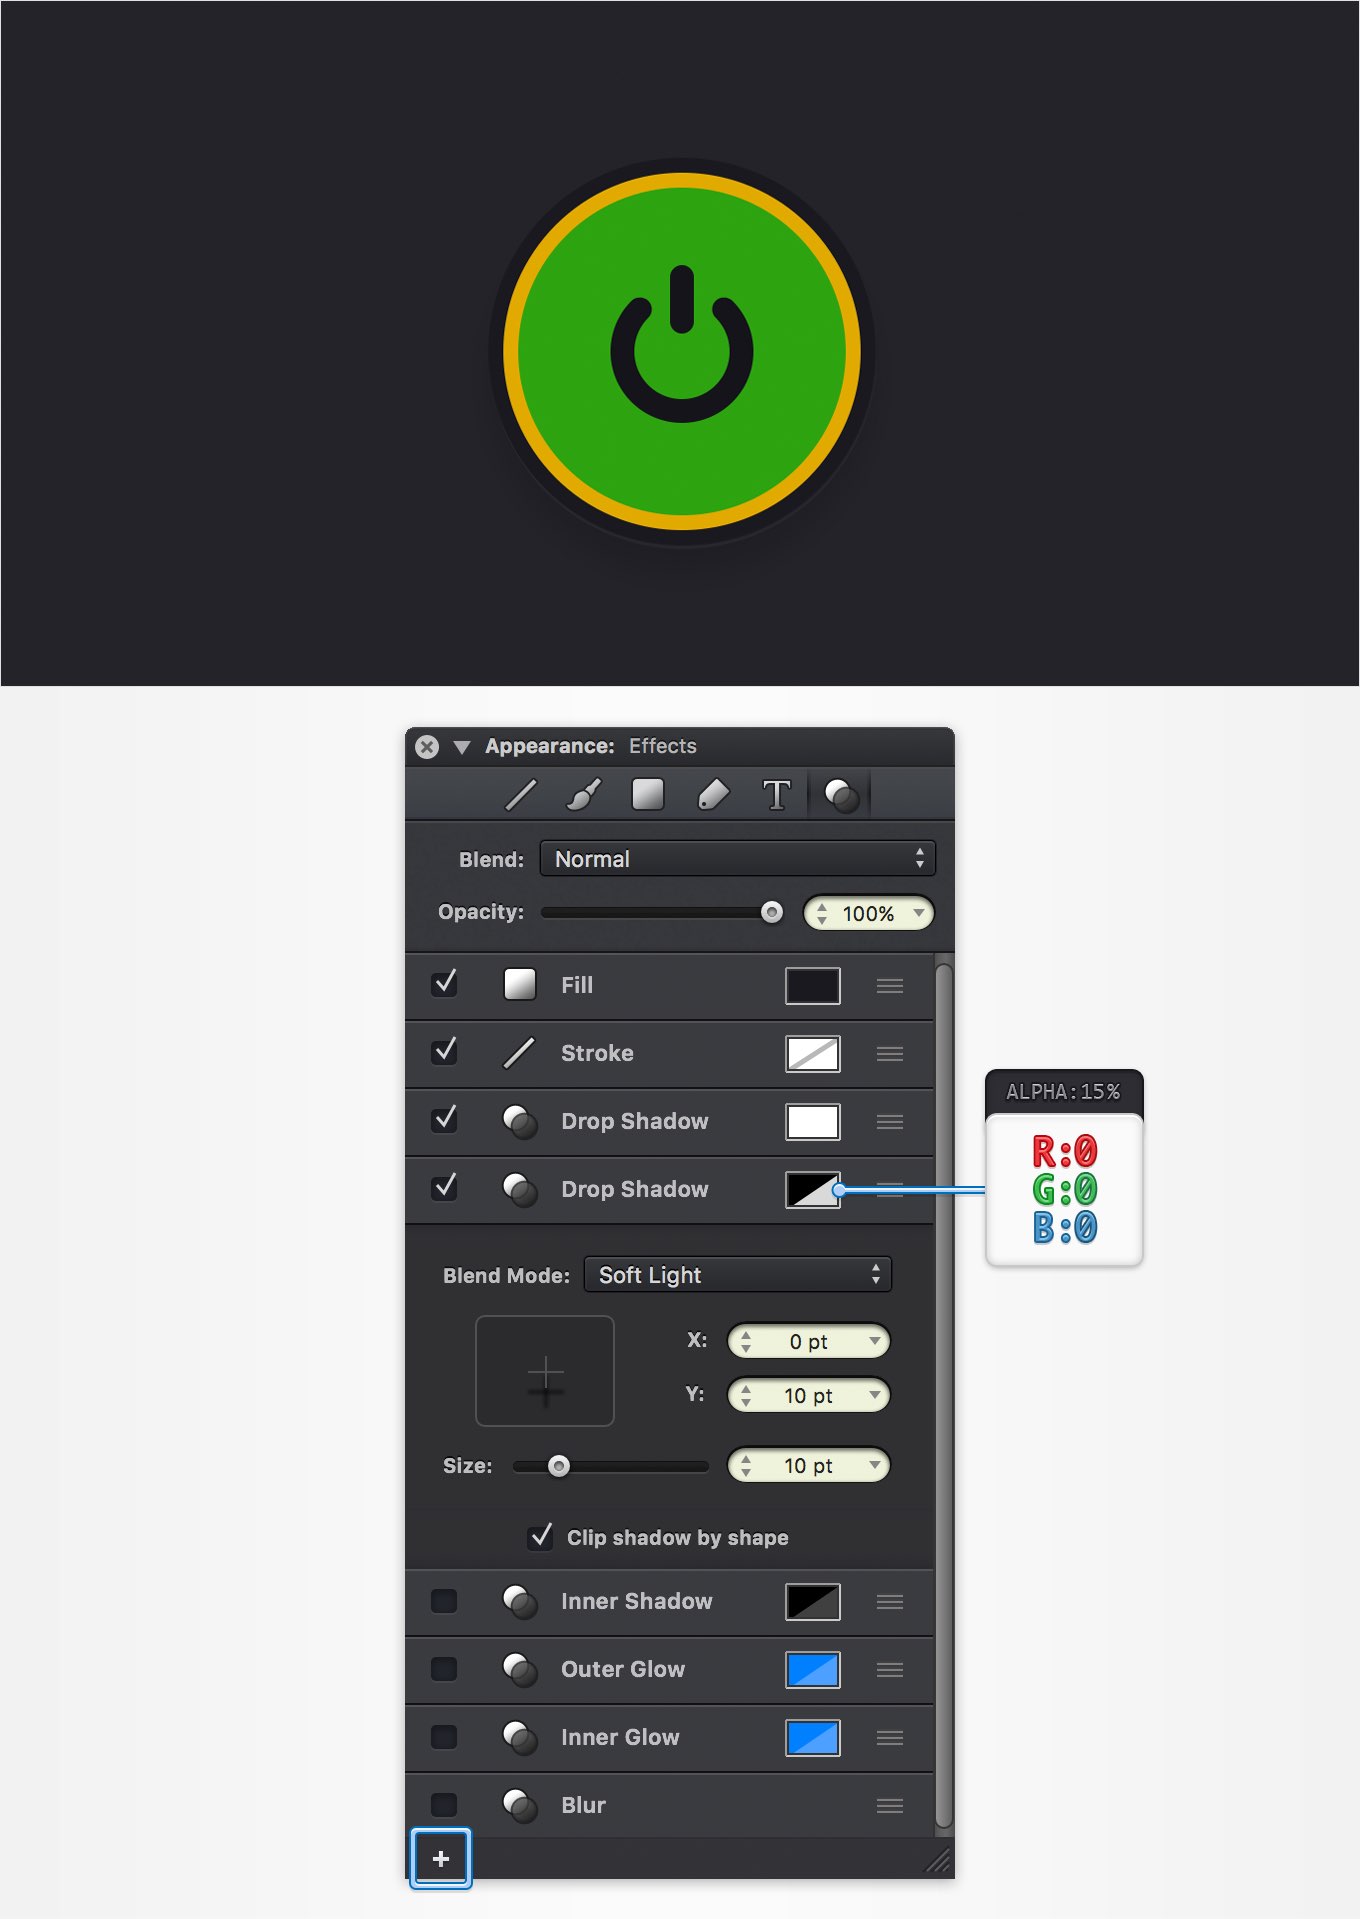 Appearance: Effects
T
Blend: Normal
Opacity: 100%
Fill
Stroke
Drop Shadow
Drop Shadow
ALPHA:15%
R:0
G:0
B:0
Blend Mode: Soft Light
X: 0 pt
Y: 10 pt
Size: 10 pt
Clip shadow by shape
Inner Shadow
Outer Glow
Inner Glow
Blur
+